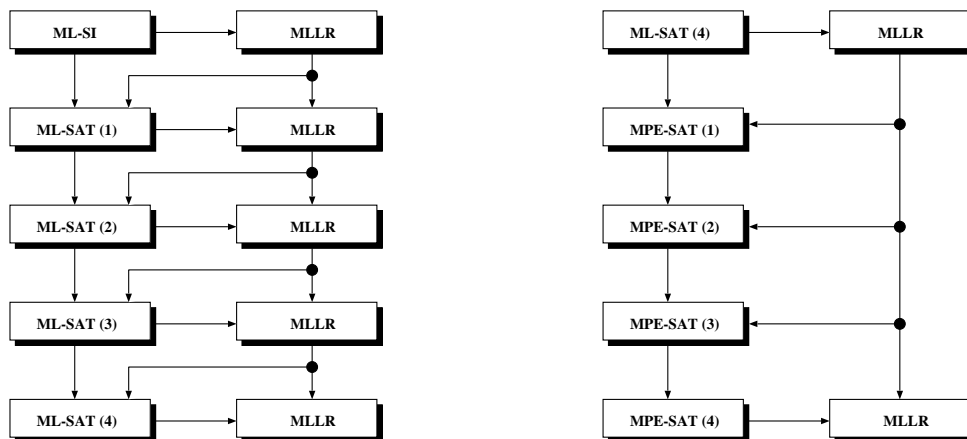 ML-SI
MLLR
ML-SAT (1)
MLLR
ML-SAT (2)
MLLR
ML-SAT (3)
MLLR
ML-SAT (4)
MLLR
ML-SAT (4)
MLLR
MPE-SAT (1)
MPE-SAT (2)
MPE-SAT (3)
MPE-SAT (4)
MLLR